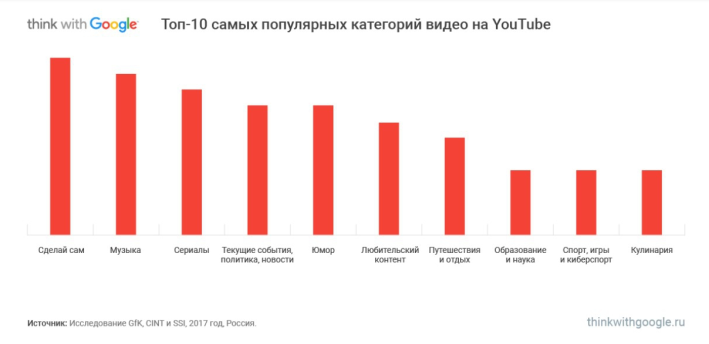 think with Google Топ-10 самых популярных категорий видео на YouTube
Сделай сам
Музыка
Сериалы
Текущие события,
политика, новости
Юмор
Любительский
контент
Путешествия
и отдых
Образование
и наука
Спорт, игры
и киберспорт
Кулинария
Источник: Исследование GfK, CINT и SSI, 2017 год, Россия.
thinkwithgoogle.ru